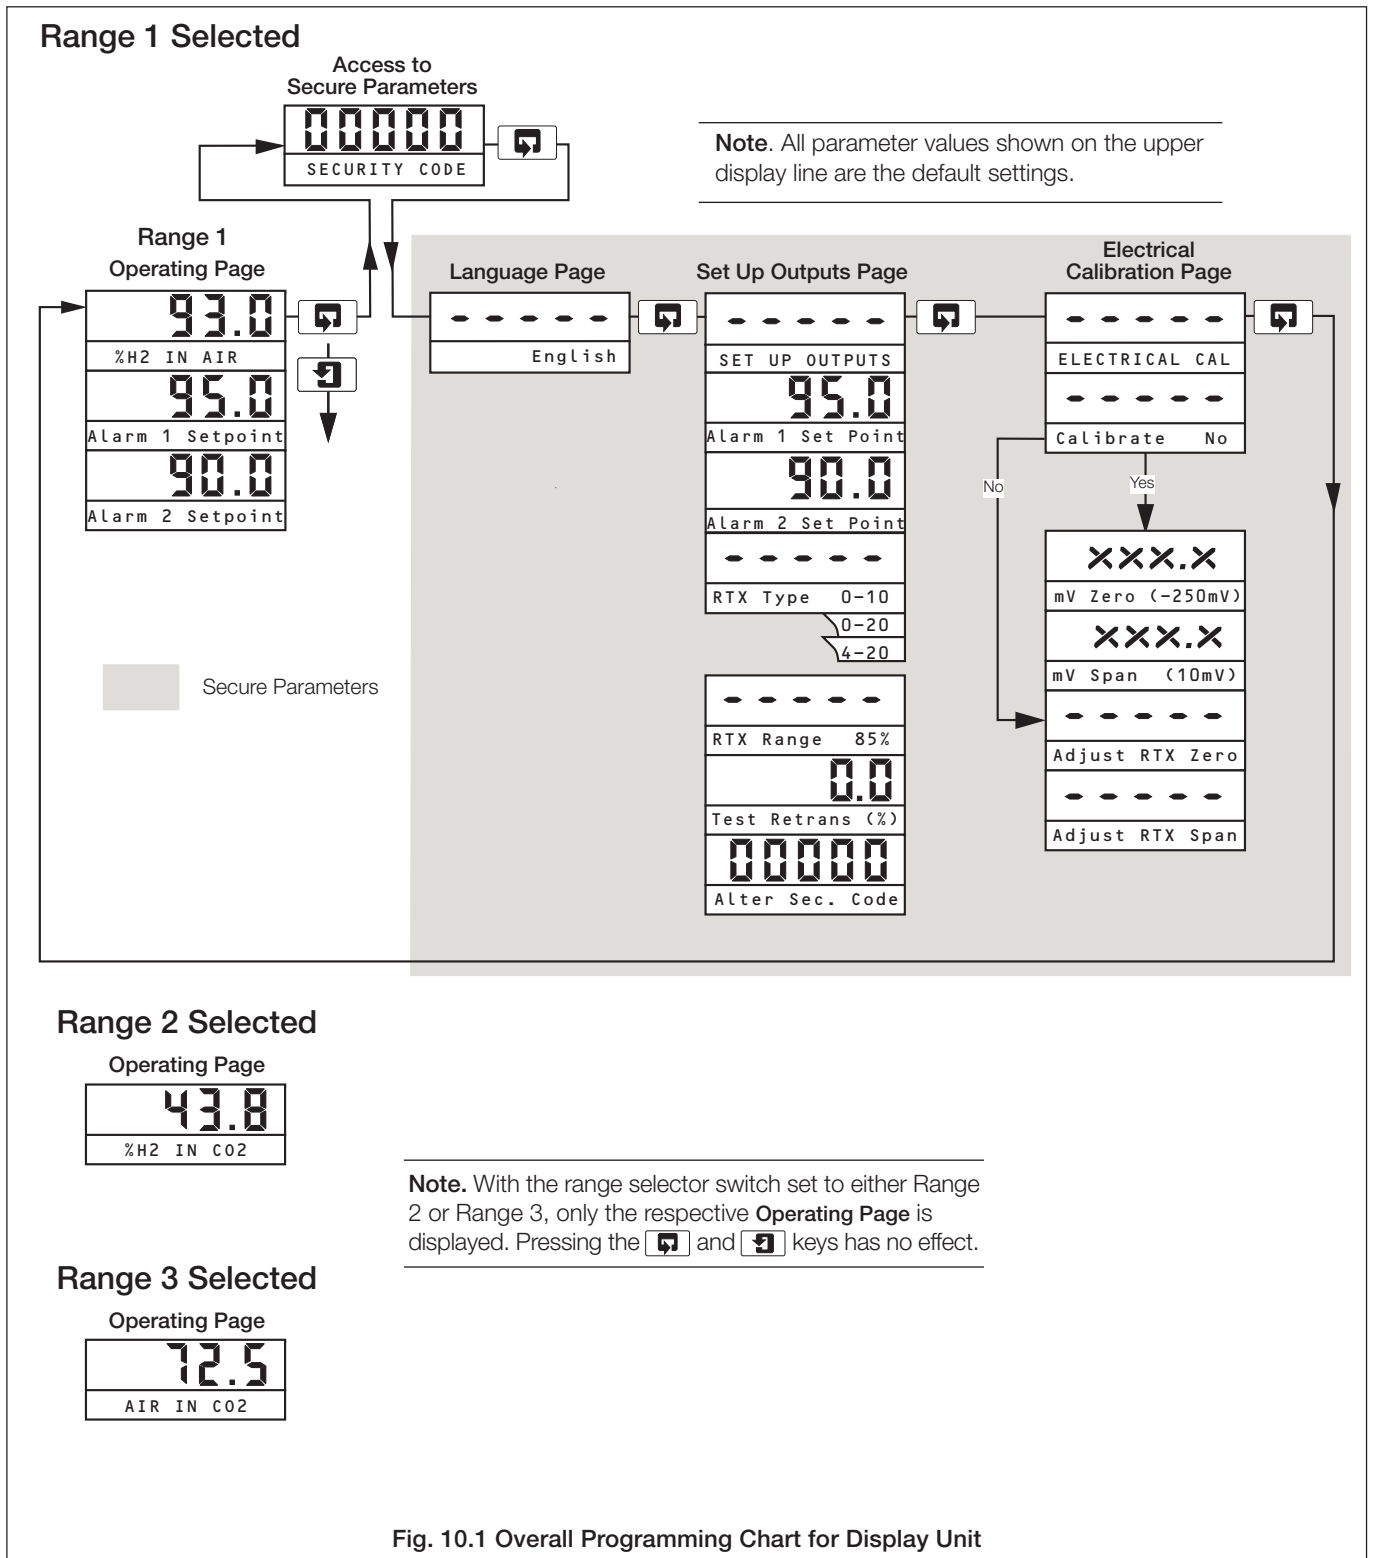 Range 1 Selected
Access to
Secure Parameters
00000
SECURITY CODE
Note. All parameter values shown on the upper
display line are the default settings.
Range 1
Operating Page
93.0
%H2 IN AIR
95.0
Alarm 1 Setpoint
90.0
Alarm 2 Setpoint
Language Page
- - - - -
English
Set Up Outputs Page
- - - - -
SET UP OUTPUTS
95.0
Alarm 1 Set Point
90.0
Alarm 2 Set Point
- - - - -
RTX Type 0-10
0-20
4-20
- - - - -
RTX Range 85%
0.0
Test Retrans (%)
00000
Alter Sec. Code
Electrical
Calibration Page
- - - - -
ELECTRICAL CAL
- - - - -
Calibrate No
No
Yes
xxx.x
mV Zero (-250mV)
xxx.x
mV Span (10mV)
- - - - -
Adjust RTX Zero
- - - - -
Adjust RTX Span
Secure Parameters
Range 2 Selected
Operating Page
43.8
%H2 IN CO2
Note. With the range selector switch set to either Range
2 or Range 3, only the respective Operating Page is
displayed. Pressing the and keys has no effect.
Range 3 Selected
Operating Page
72.5
AIR IN CO2
Fig. 10.1 Overall Programming Chart for Display Unit